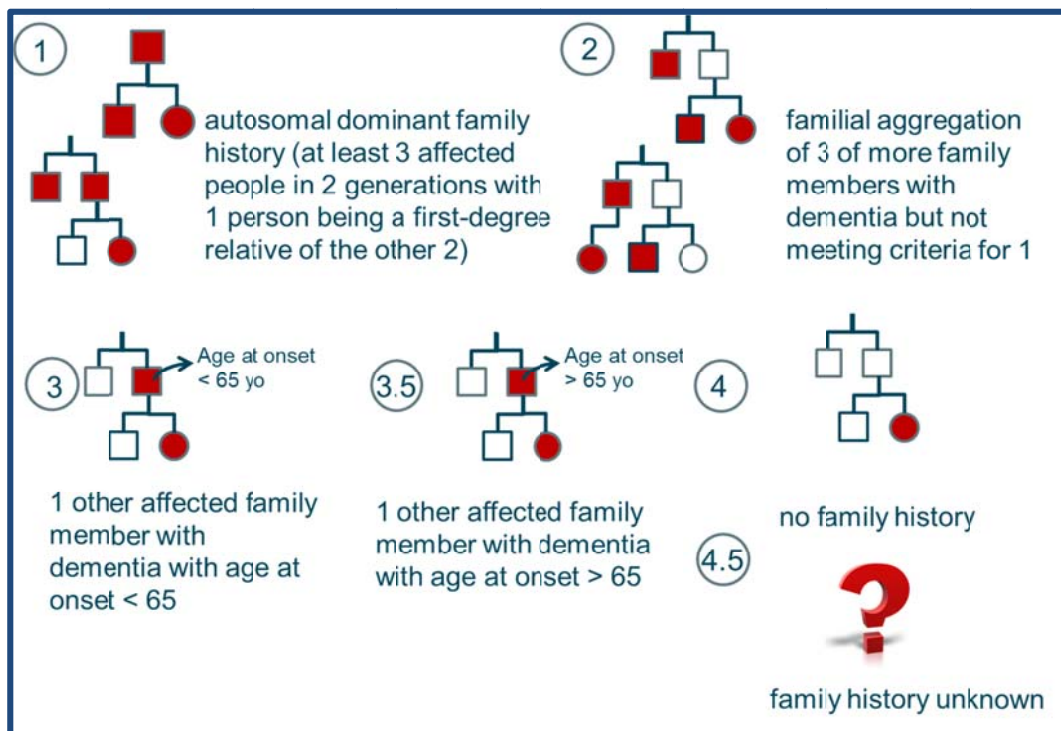 1
autosomal dominant family
history (at least 3 affected
people in 2 generations with
1 person being a first-degree
relative of the other 2)
2
familial aggregation
of 3 of more family
members with
dementia but not
meeting criteria for 1
3
Age at onset
< 65 yo
1 other affected family
member with
dementia with age at
onset < 65
3.5
Age at onset
> 65 yo
1 other affected family
member with dementia
with age at onset > 65
4
no family history
4.5
?
family history unknown